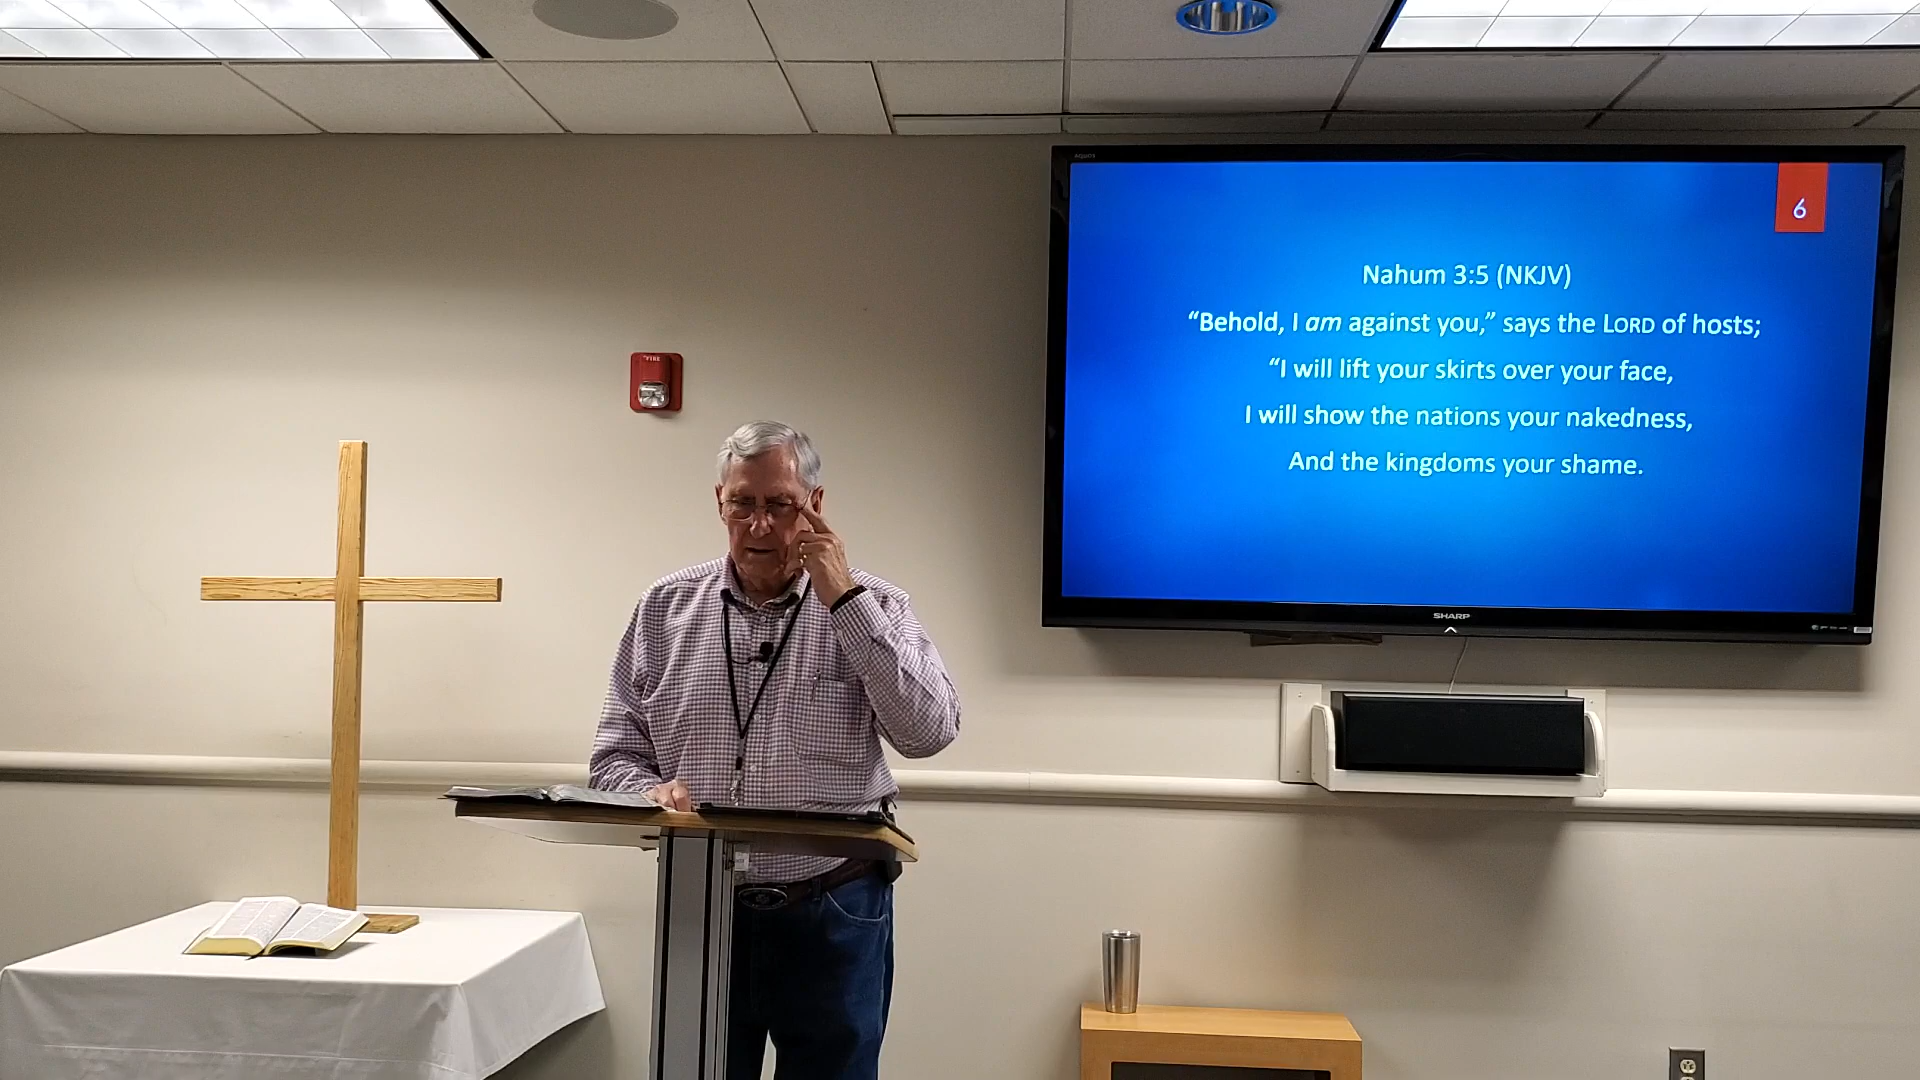 6
Nahum 3:5 (NKJV)
“Behold, I am against you,” says the LORD of hosts;
“I will lift your skirts over your face,
I will show the nations your nakedness,
And the kingdoms your shame.
SHARP
FIRE